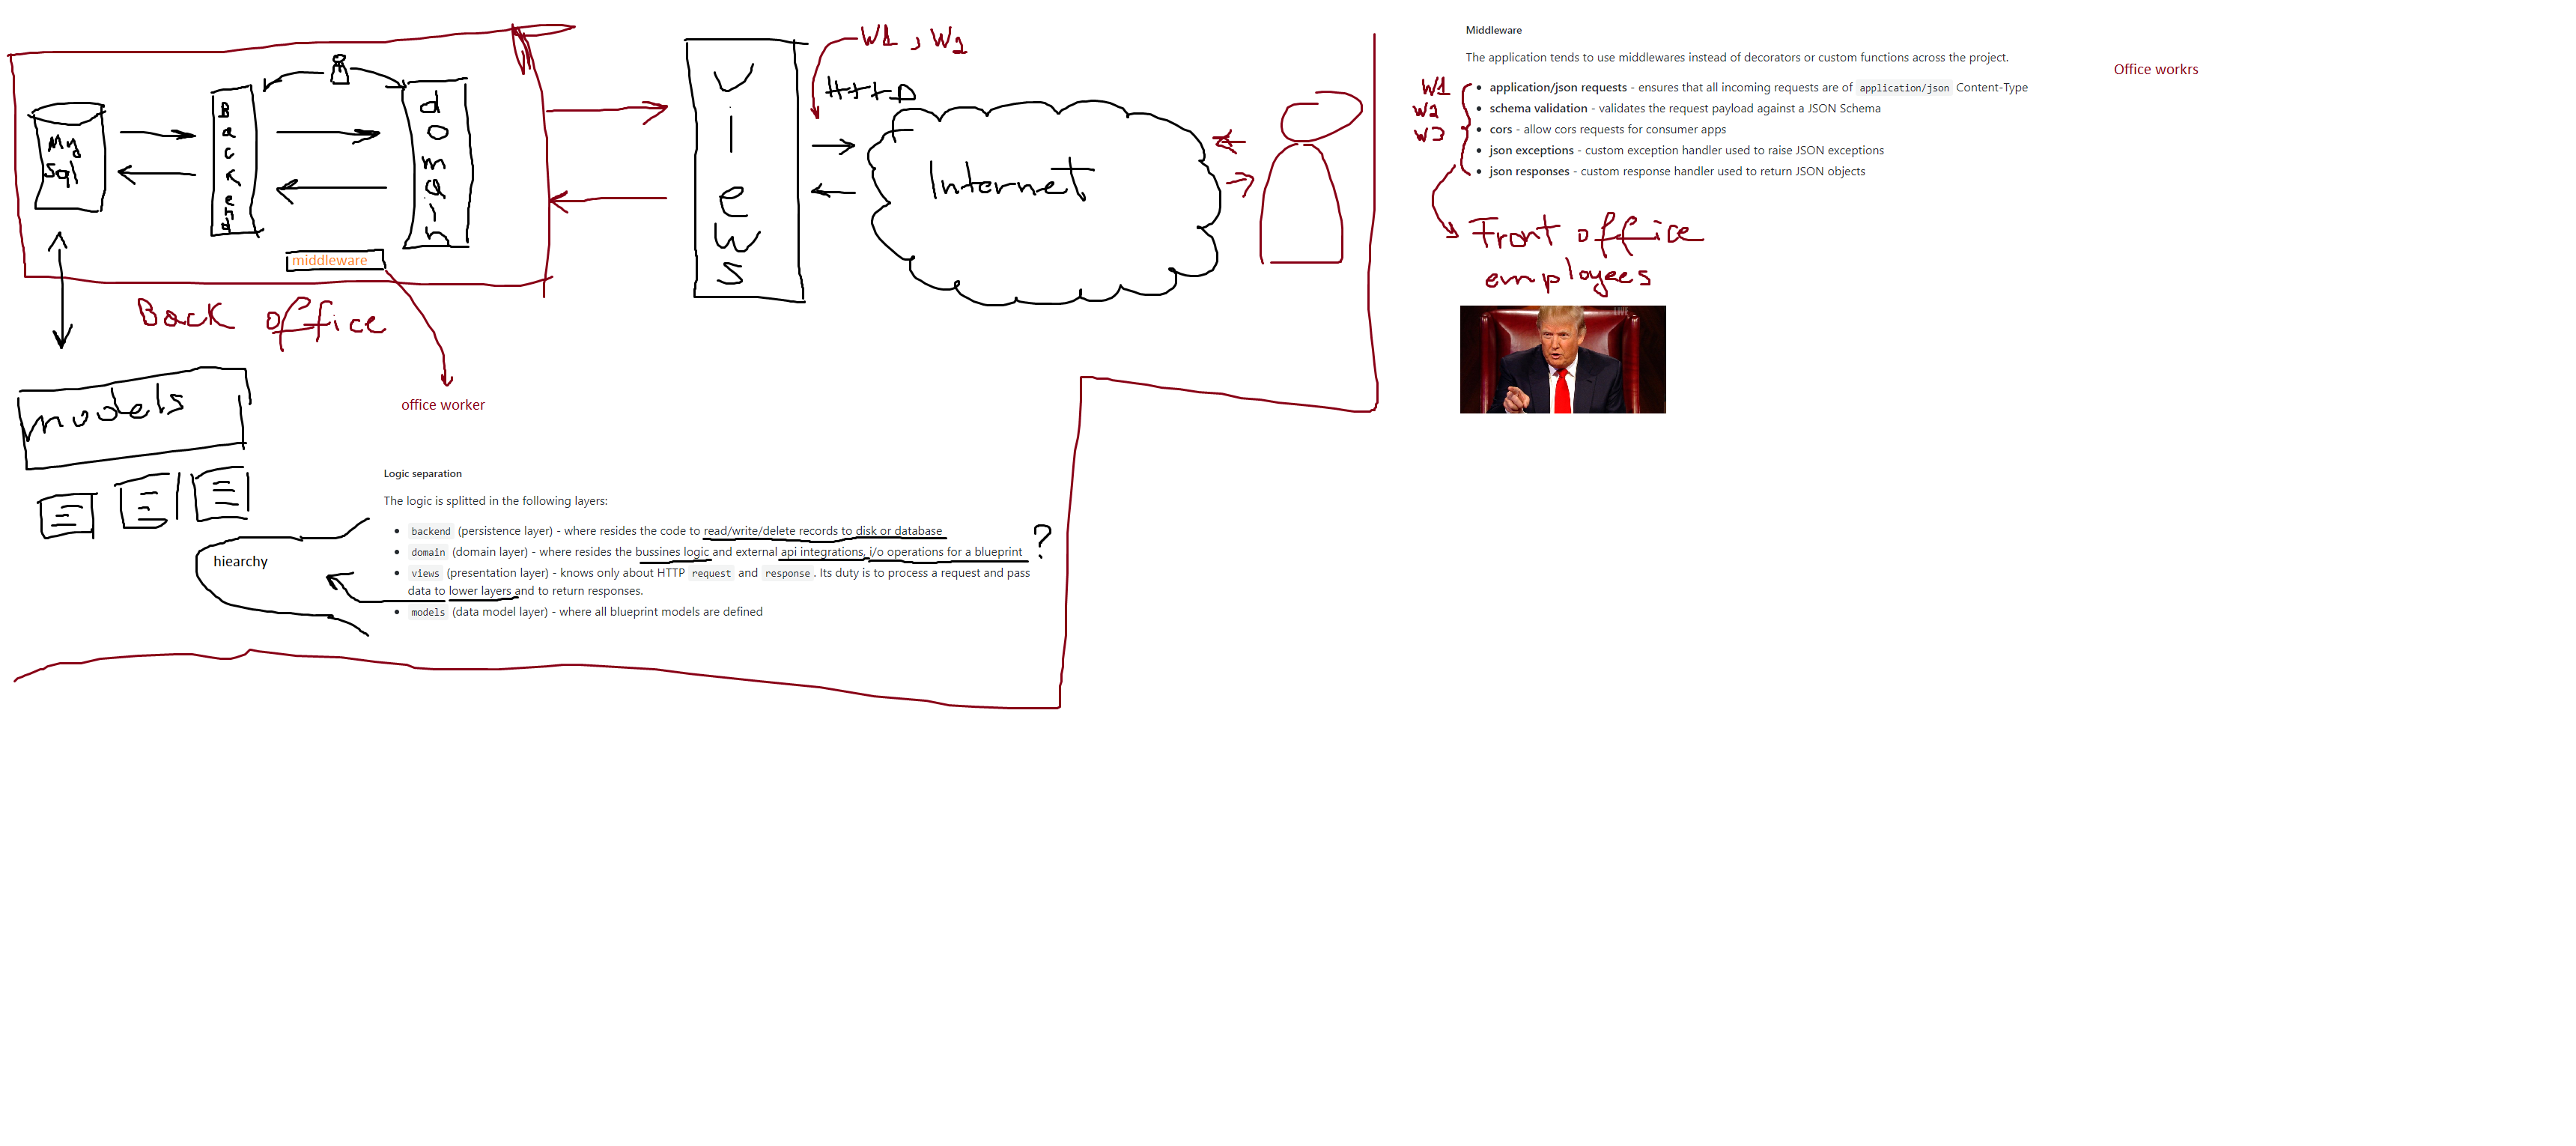 W1, W2
HTTP
My
Sql
Backend
domain
views
Internet
middleware
Back office
office worker
models
hiearchy
Logic separation
The logic is splitted in the following layers:
backend (persistence layer) - where resides the code to read/write/delete records to disk or database
domain (domain layer) - where resides the bussines logic and external api integrations, i/o operations for a blueprint
?
views (presentation layer) - knows only about HTTP request and response. Its duty is to process a request and pass
data to lower layers and to return responses.
models (data model layer) - where all blueprint models are defined
Middleware
The application tends to use middlewares instead of decorators or custom functions across the project.
Office workrs
W1
W2
W3
application/json requests - ensures that all incoming requests are of application/json Content-Type
schema validation - validates the request payload against a JSON Schema
cors - allow cors requests for consumer apps
json exceptions - custom exception handler used to raise JSON exceptions
json responses - custom response handler used to return JSON objects
Front office
employees